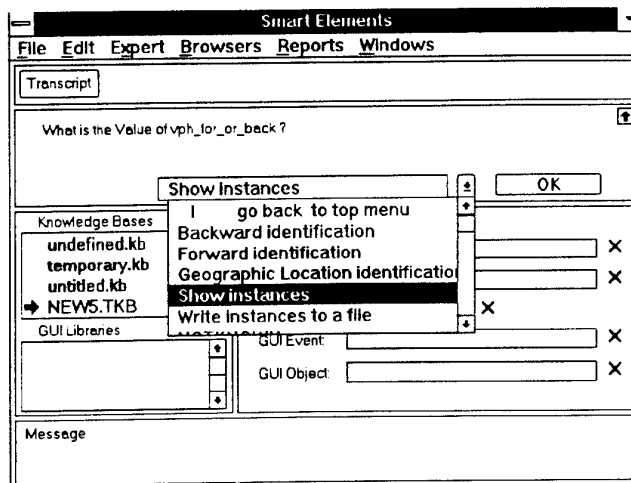 Smart Elements
File Edit Expert Browsers Reports Windows
Transcript
What is the Value of vph_for_or_back ?
Show instances
OK
I go back to top menu
Backward identification
Forward identification
Geographic Location identification
Show instances
Write instances to a file
Knowledge Bases
undefined.kb
temporary.kb
untitled.kb
NEW5.TKB
GUI Libraries
GUI Event:
GUI Object:
Message